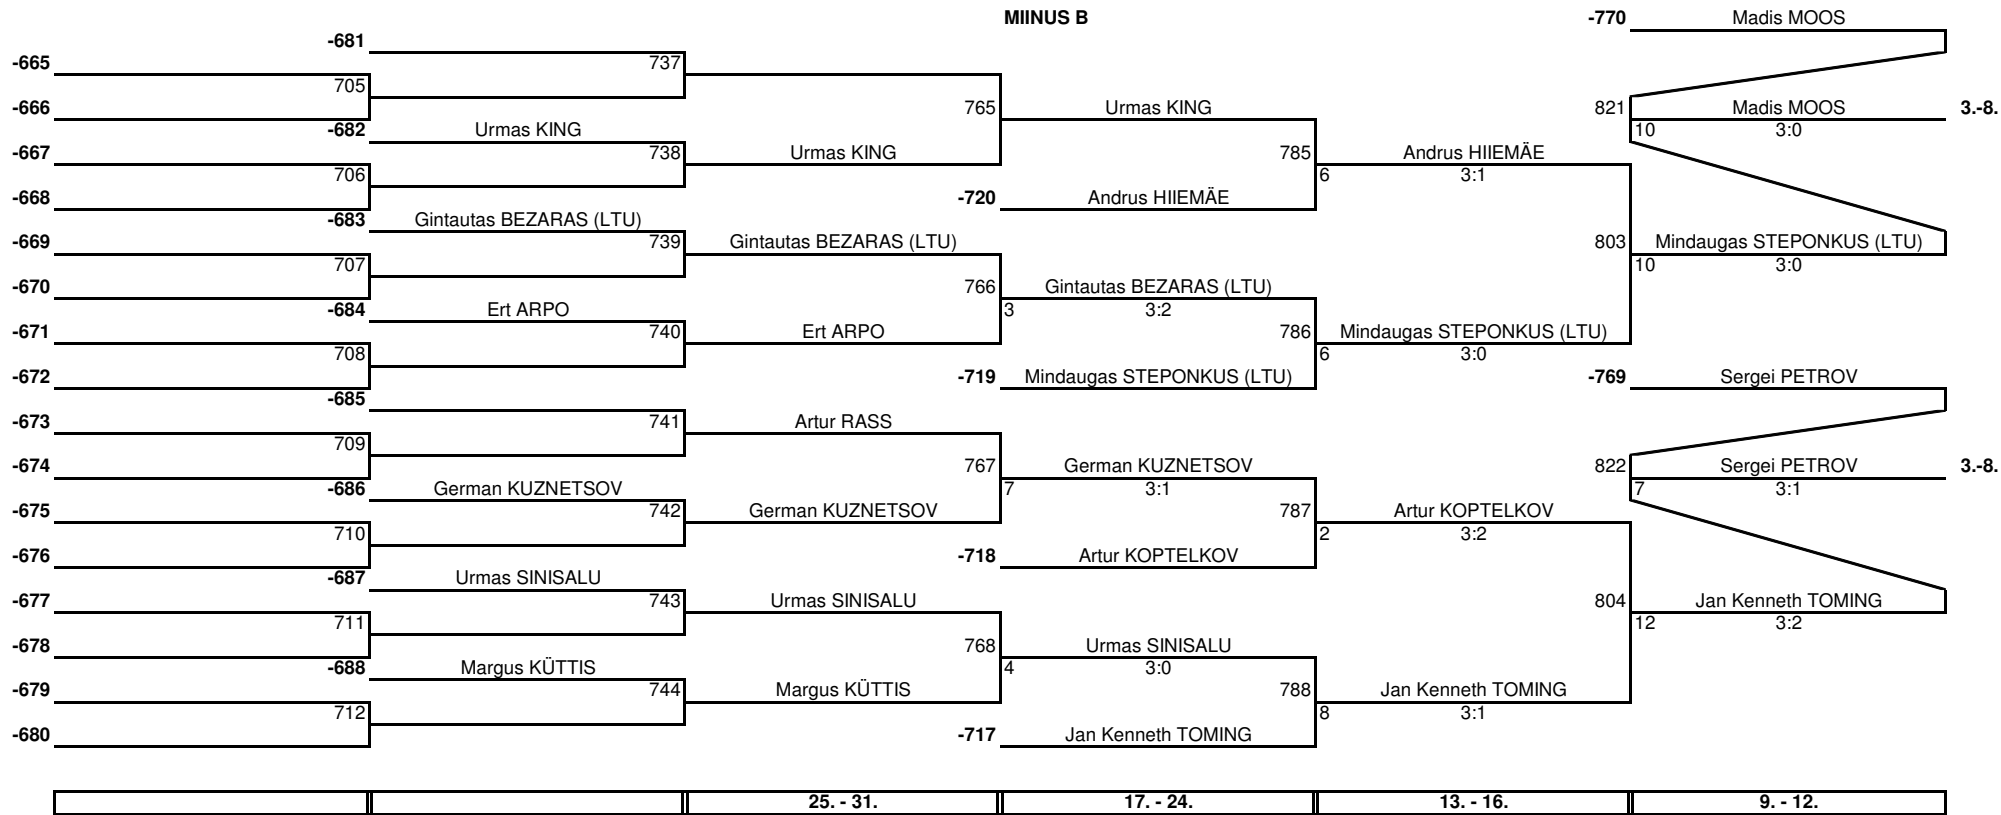 MIINUS B -770 Madis MOOS
-681
-665 737
705
-666 765 Urmas KING 821 Madis MOOS 3.-8.
-682 Urmas KING 10 3:0
-667 738 Urmas KING 785 Andrus HIIEMÄE
706 6 3:1
-668 -720 Andrus HIIEMÄE
-683 Gintautas BEZARAS (LTU)
-669 739 Gintautas BEZARAS (LTU) 803 Mindaugas STEPONKUS (LTU)
707 10 3:0
-670 766 Gintautas BEZARAS (LTU)
-684 Ert ARPO 3 3:2
-671 740 Ert ARPO 786 Mindaugas STEPONKUS (LTU)
708 6 3:0
-672 -719 Mindaugas STEPONKUS (LTU) -769 Sergei PETROV
-685
-673 741 Artur RASS
709
-674 767 German KUZNETSOV 822 Sergei PETROV 3.-8.
-686 German KUZNETSOV 7 3:1 7 3:1
-675 742 German KUZNETSOV 787 Artur KOPTELKOV
710 2 3:2
-676 -718 Artur KOPTELKOV
-687 Urmas SINISALU
-677 743 Urmas SINISALU 804 Jan Kenneth TOMING
711 12 3:2
-678 768 Urmas SINISALU
-688 Margus KÜTTIS 4 3:0
-679 744 Margus KÜTTIS 788 Jan Kenneth TOMING
712 8 3:1
-680 -717 Jan Kenneth TOMING
25. - 31. 17. - 24. 13. - 16. 9. - 12.